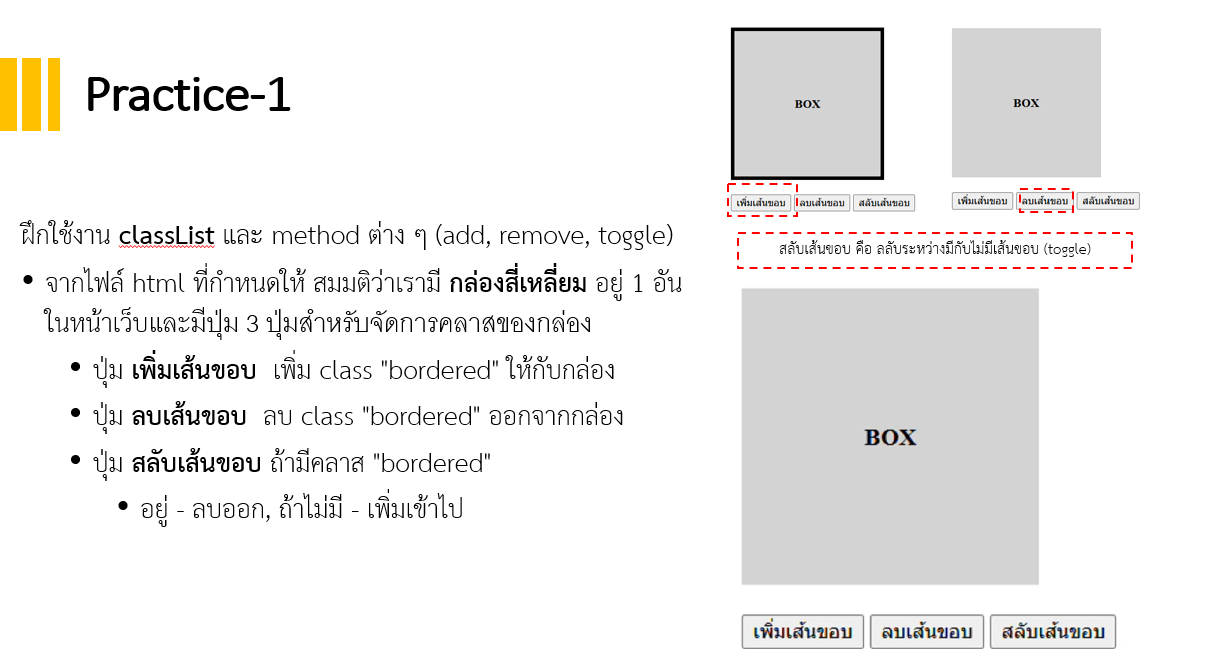 Practice-1
ฝึกใช้งาน classList และ method ต่าง ๆ (add, remove, toggle)
• จากไฟล์ html ที่กำหนดให้ สมมติว่าเรามี กล่องสี่เหลี่ยม อยู่ 1 อัน
ในหน้าเว็บและมีปุ่ม 3 ปุ่มสำหรับจัดการคลาสของกล่อง
• ปุ่ม เพิ่มเส้นขอบ เพิ่ม class "bordered" ให้กับกล่อง
• ปุ่ม ลบเส้นขอบ ลบ class "bordered" ออกจากกล่อง
• ปุ่ม สลับเส้นขอบ ถ้ามีคลาส "bordered"
• อยู่ - ลบออก, ถ้าไม่มี - เพิ่มเข้าไป
BOX
เพิ่มเส้นขอบ ลบเส้นขอบ สลับเส้นขอบ
BOX
เพิ่มเส้นขอบ ลบเส้นขอบ สลับเส้นขอบ
สลับเส้นขอบ คือ ลลับระหว่างมีกับไม่มีเส้นขอบ (toggle)
BOX
เพิ่มเส้นขอบ ลบเส้นขอบ สลับเส้นขอบ